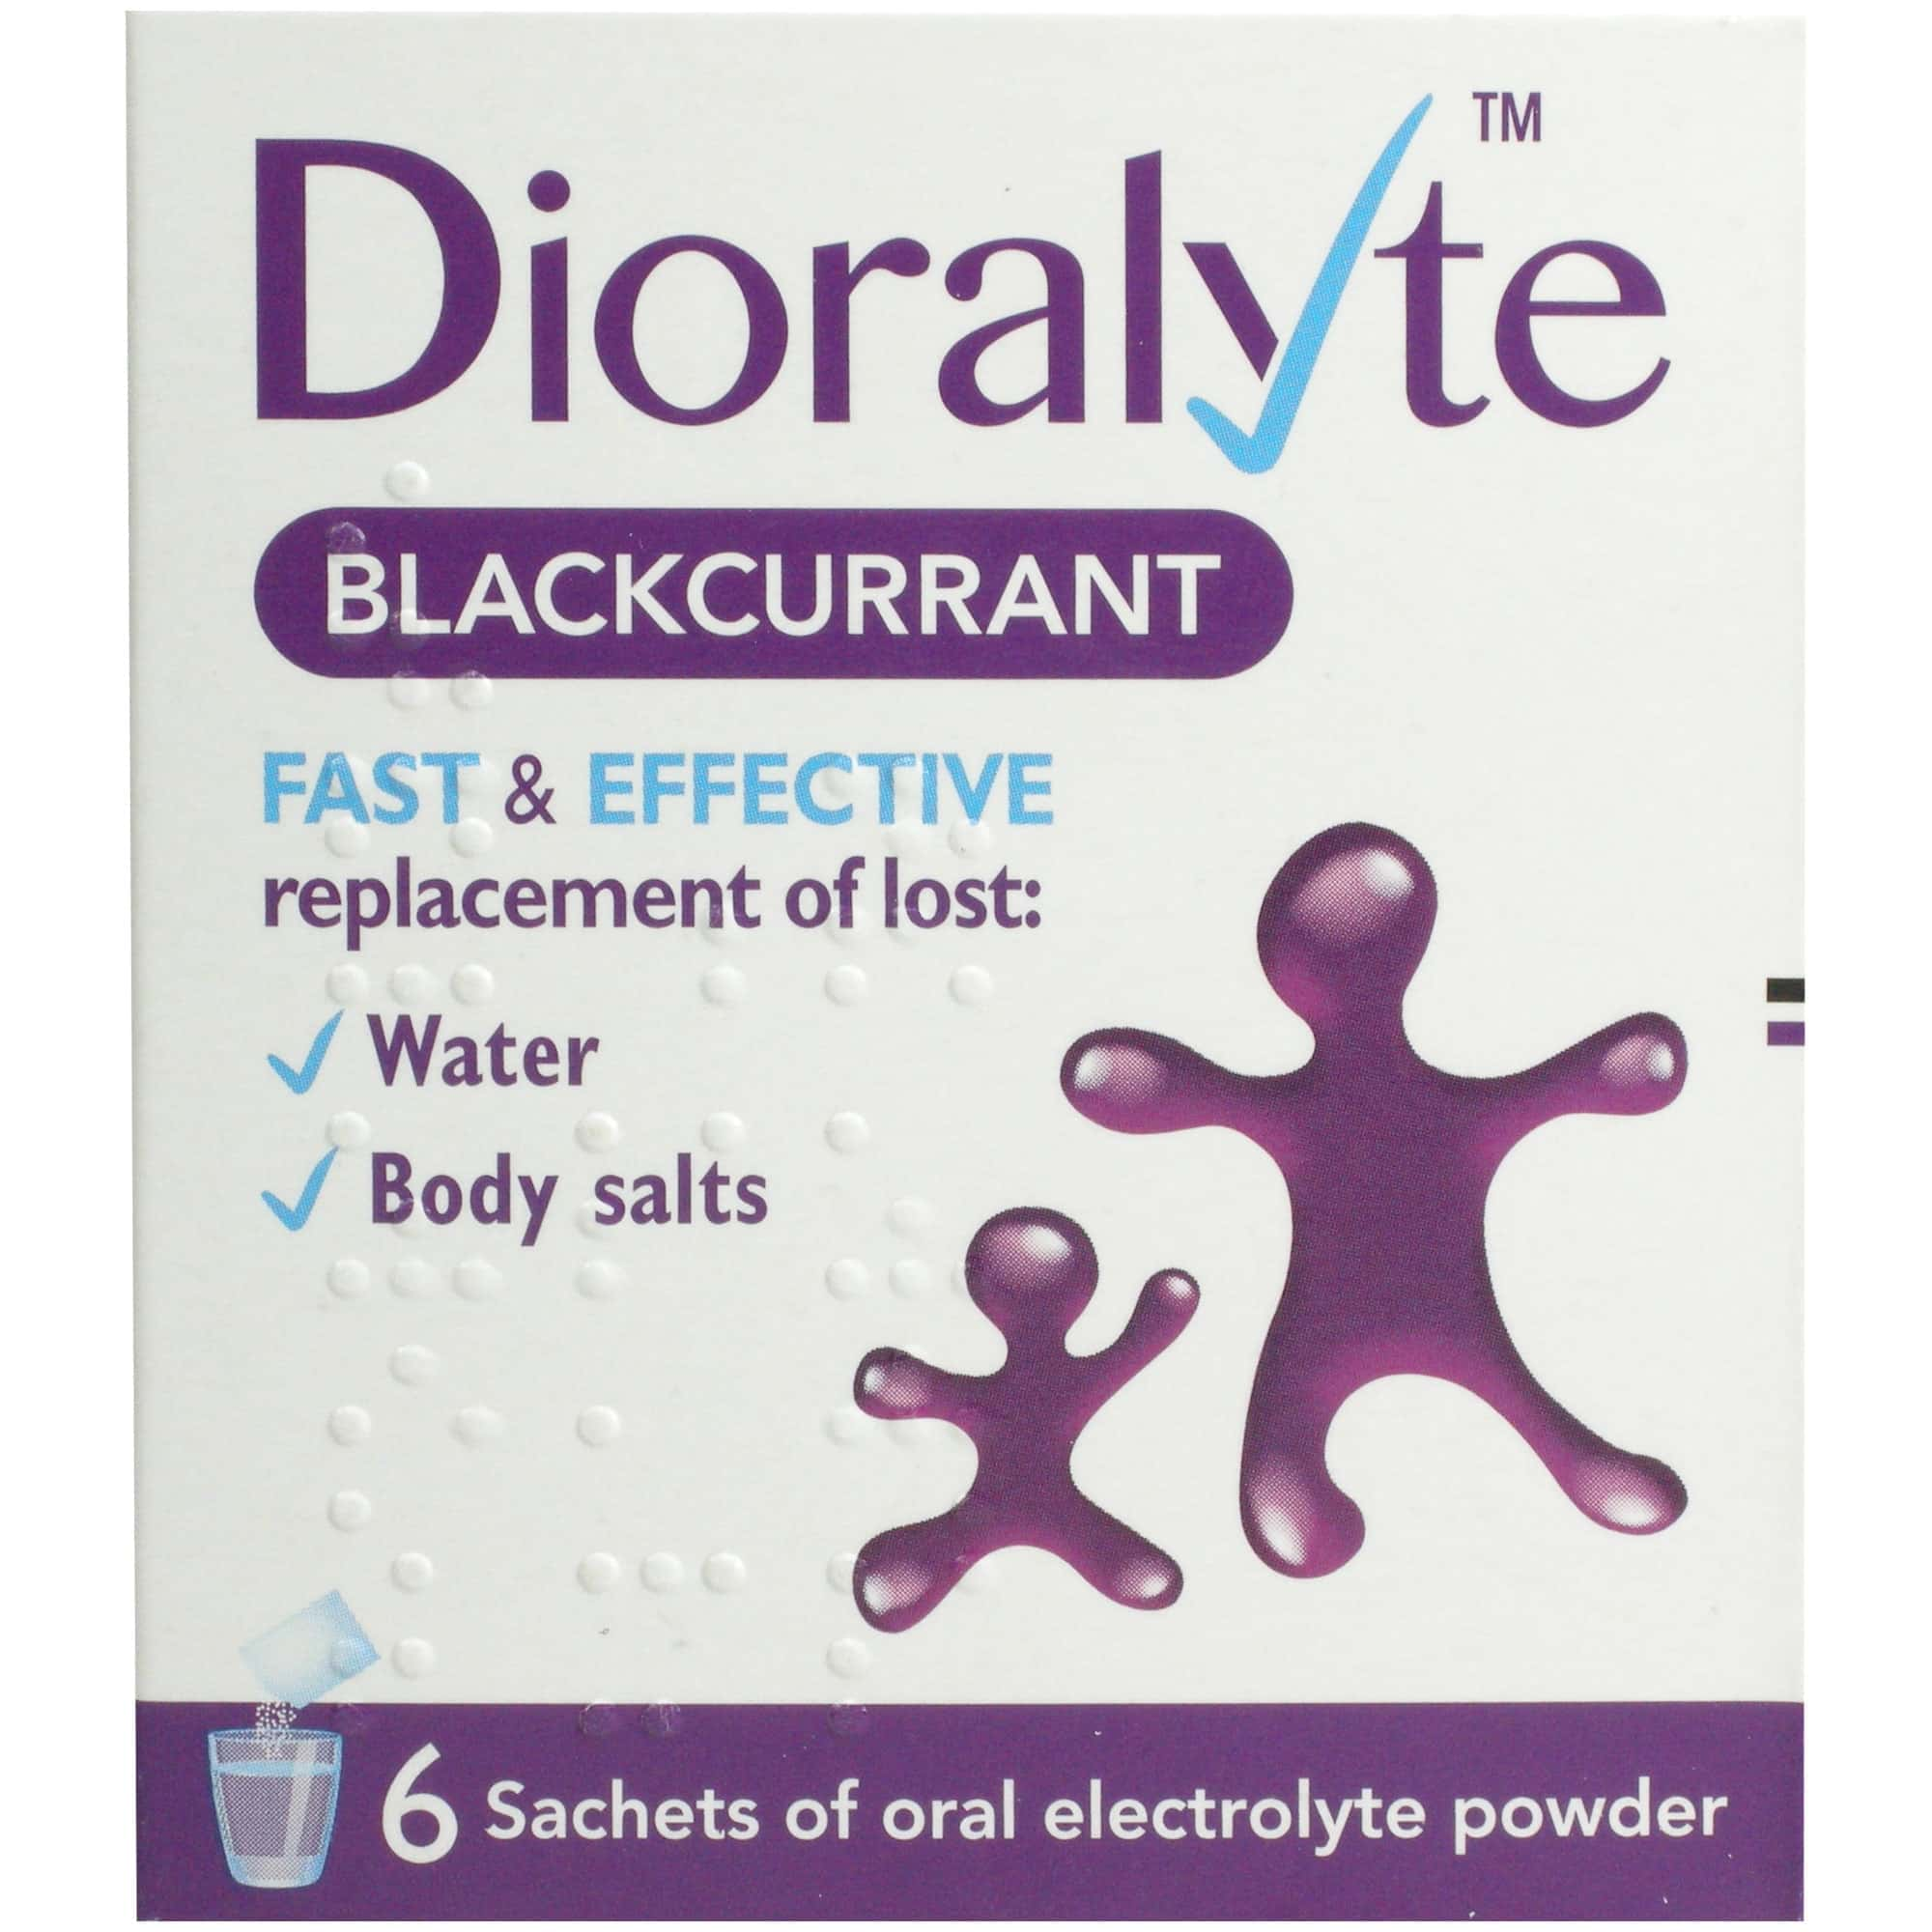 Dioralyte™
BLACKCURRANT
FAST & EFFECTIVE
replacement of lost:
Water
Body salts
6 Sachets of oral electrolyte powder